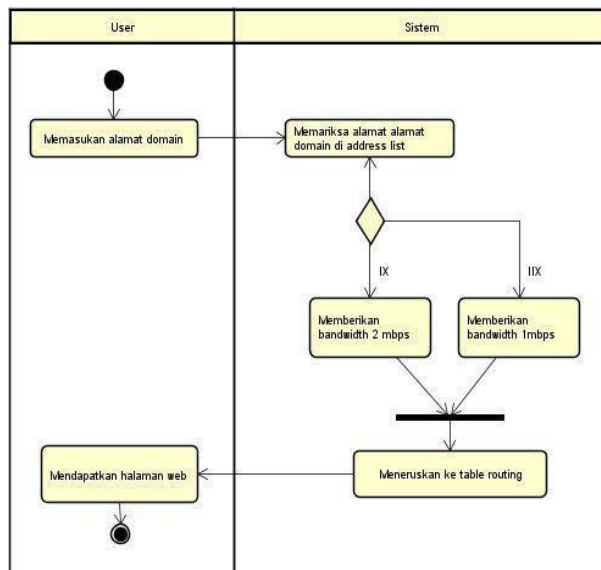 User
Sistem
Memasukan alamat domain
Memariksa alamat alamat
domain di address list
IX
IIX
Memberikan
bandwidth 2 mbps
Memberikan
bandwidth 1mbps
Meneruskan ke table routing
Mendapatkan halaman web